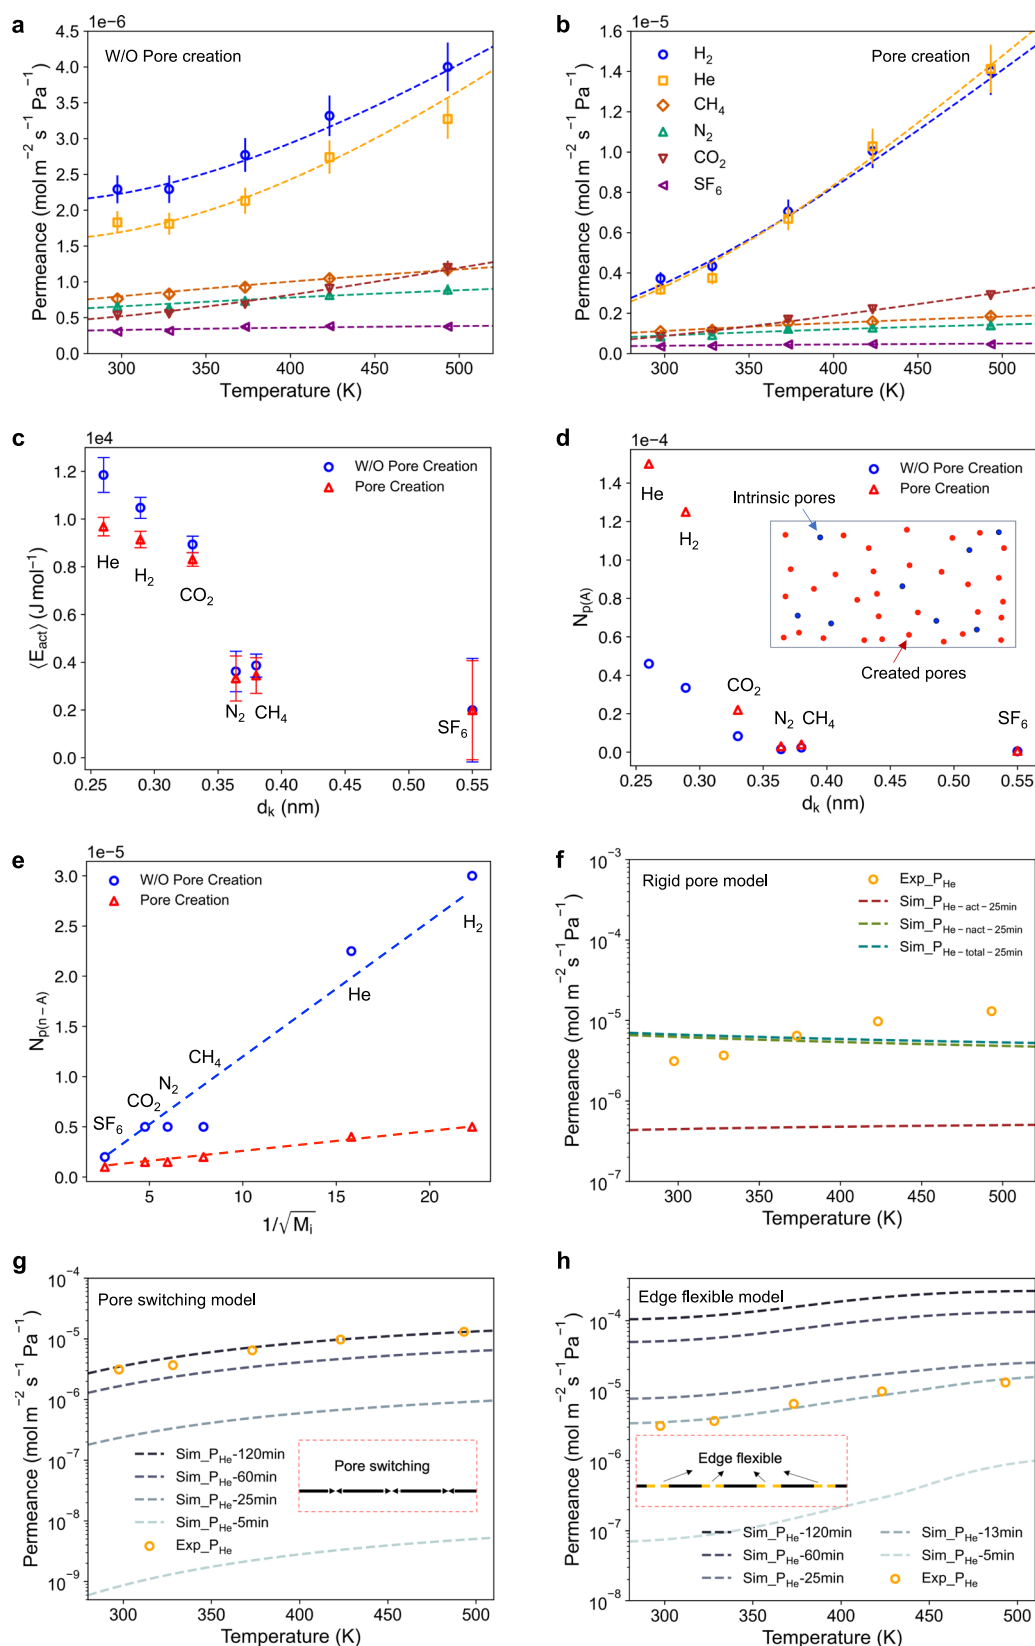 a
1e−6
W/O Pore creation
Permeance (mol m⁻² s⁻¹ Pa⁻¹)
4.5
4.0
3.5
3.0
2.5
2.0
1.5
1.0
0.5
0.0
300 350 400 450 500
Temperature (K)
b
1e−5
Pore creation
H₂
He
CH₄
N₂
CO₂
SF₆
Permeance (mol m⁻² s⁻¹ Pa⁻¹)
1.6
1.4
1.2
1.0
0.8
0.6
0.4
0.2
0.0
300 350 400 450 500
Temperature (K)
c
1e4
W/O Pore Creation
Pore Creation
⟨E_act⟩ (J mol⁻¹)
1.2
1.0
0.8
0.6
0.4
0.2
0.0
He
H₂
CO₂
N₂
CH₄
SF₆
0.25 0.30 0.35 0.40 0.45 0.50 0.55
d_k (nm)
d
1e−4
W/O Pore Creation
Pore Creation
N_p(A)
1.4
1.2
1.0
0.8
0.6
0.4
0.2
0.0
He
H₂
Intrinsic pores
Created pores
CO₂
N₂
CH₄
SF₆
0.25 0.30 0.35 0.40 0.45 0.50 0.55
d_k (nm)
e
1e−5
W/O Pore Creation
Pore Creation
N_p(n−A)
3.0
2.5
2.0
1.5
1.0
0.5
0.0
H₂
He
CH₄
N₂
CO₂
SF₆
5 10 15 20
1/√M_i
f
Rigid pore model
Exp_P_He
Sim_P_He−act−25min
Sim_P_He−nact−25min
Sim_P_He−total−25min
Permeance (mol m⁻² s⁻¹ Pa⁻¹)
10⁻³
10⁻⁴
10⁻⁵
10⁻⁶
10⁻⁷
300 350 400 450 500
Temperature (K)
g
Pore switching model
Permeance (mol m⁻² s⁻¹ Pa⁻¹)
10⁻⁴
10⁻⁵
10⁻⁶
10⁻⁷
10⁻⁸
10⁻⁹
Sim_P_He-120min
Sim_P_He-60min
Sim_P_He-25min
Sim_P_He-5min
Exp_P_He
Pore switching
300 350 400 450 500
Temperature (K)
h
Edge flexible model
Permeance (mol m⁻² s⁻¹ Pa⁻¹)
10⁻⁴
10⁻⁵
10⁻⁶
10⁻⁷
10⁻⁸
Edge flexible
Sim_P_He-120min
Sim_P_He-60min
Sim_P_He-25min
Sim_P_He-13min
Sim_P_He-5min
Exp_P_He
300 350 400 450 500
Temperature (K)